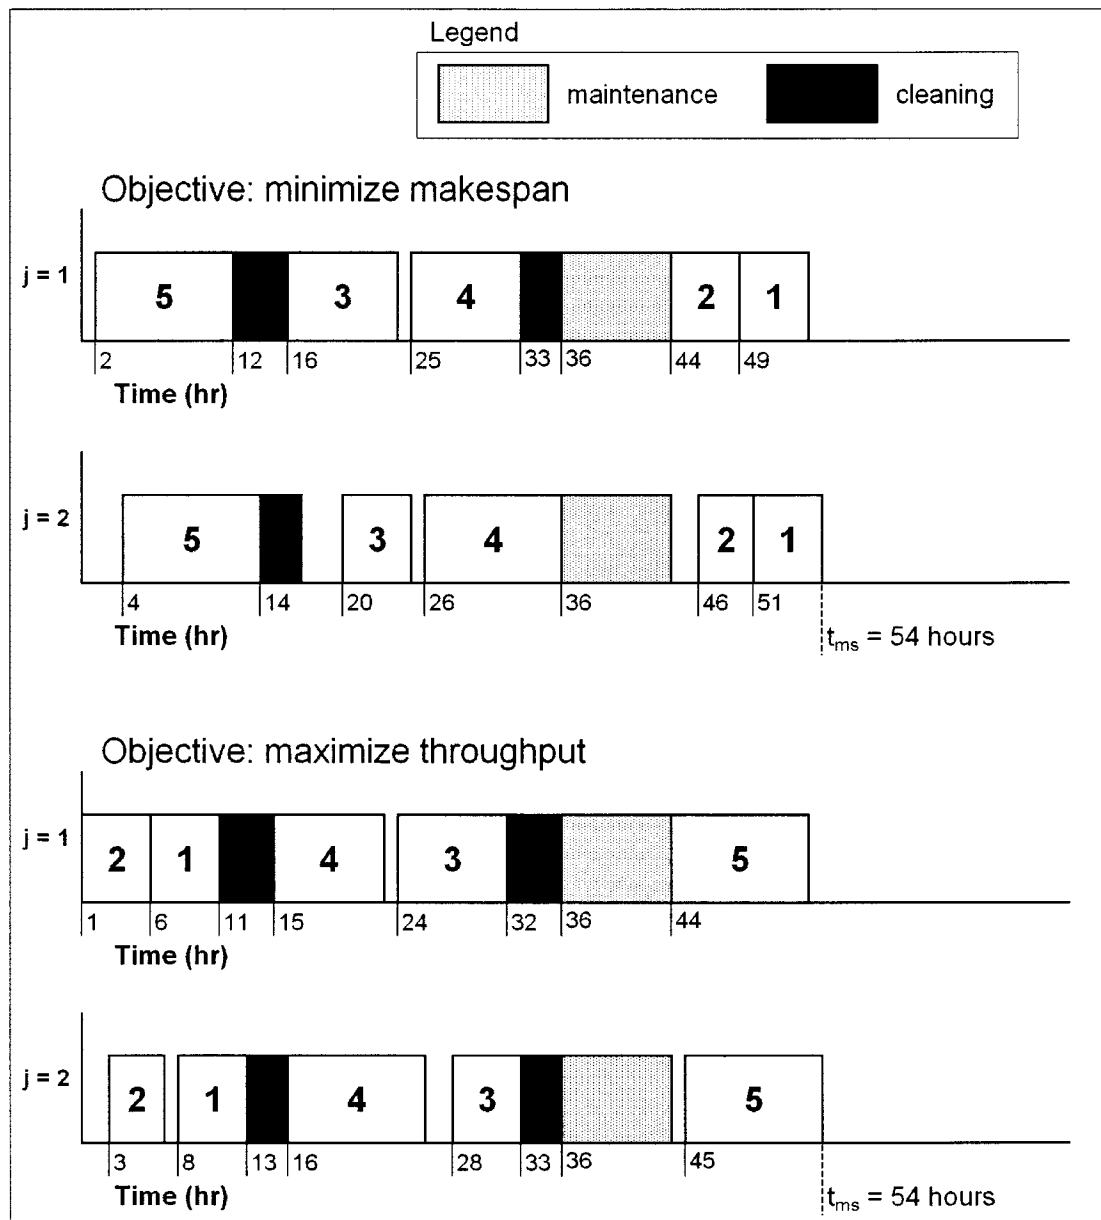 Legend
maintenance cleaning
Objective: minimize makespan
j = 1
5 3 4 2 1
2 12 16 25 33 36 44 49
Time (hr)
j = 2
5 3 4 2 1
4 14 20 26 36 46 51
Time (hr) t_ms = 54 hours
Objective: maximize throughput
j = 1
2 1 4 3 5
1 6 11 15 24 32 36 44
Time (hr)
j = 2
2 1 4 3 5
3 8 13 16 28 33 36 45
Time (hr) t_ms = 54 hours